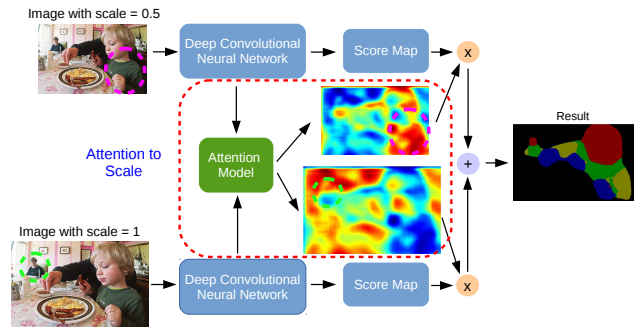 Image with scale = 0.5
Deep Convolutional
Neural Network
Score Map
x
Attention to
Scale
Attention
Model
Result
+
Image with scale = 1
Deep Convolutional
Neural Network
Score Map
x